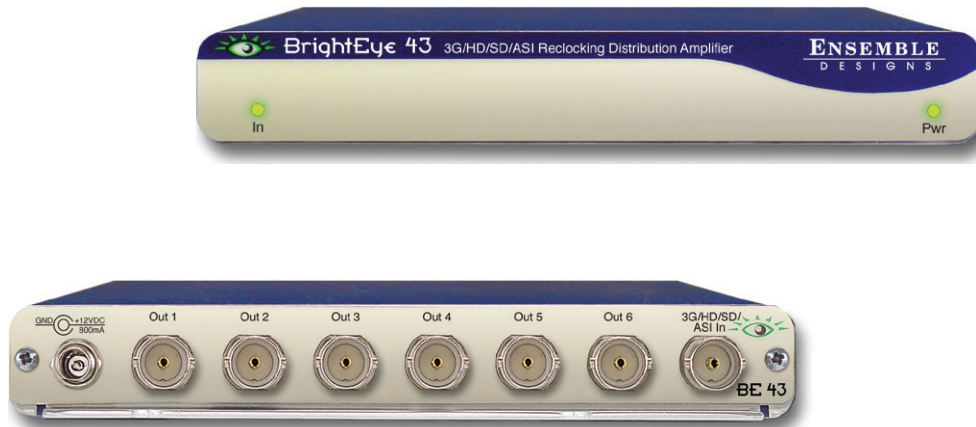 BrightEye 43 3G/HD/SD/ASI Reclocking Distribution Amplifier
ENSEMBLE
DESIGNS
In
Pwr
GND +12VDC
800mA
Out 1
Out 2
Out 3
Out 4
Out 5
Out 6
3G/HD/SD/
ASI In
BE 43